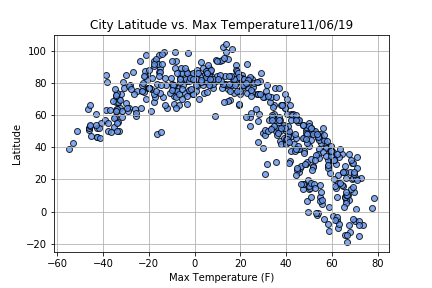 City Latitude vs. Max Temperature11/06/19
100
80
60
40
20
0
−20
Latitude
−60 −40 −20 0 20 40 60 80
Max Temperature (F)